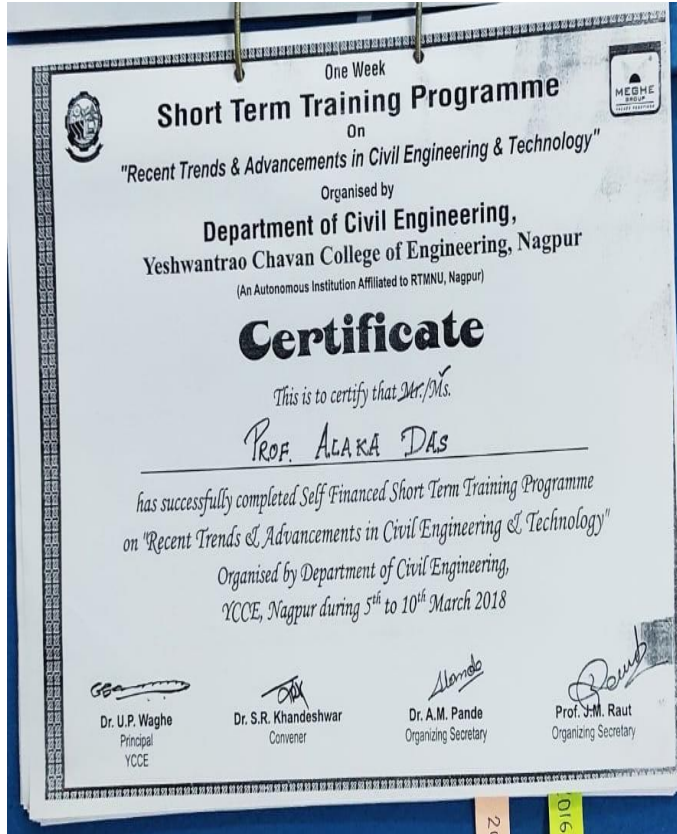 One Week
Short Term Training Programme
On
"Recent Trends & Advancements in Civil Engineering & Technology"
Organised by
Department of Civil Engineering,
Yeshwantrao Chavan College of Engineering, Nagpur
(An Autonomous Institution Affiliated to RTMNU, Nagpur)
MEGHE
GROUP
Certificate
This is to certify that Mr./Ms.
PROF. ALAKA DAS
has successfully completed Self Financed Short Term Training Programme
on "Recent Trends & Advancements in Civil Engineering & Technology"
Organised by Department of Civil Engineering,
YCCE, Nagpur during 5th to 10th March 2018
Dr. U.P. Waghe
Principal
YCCE
Dr. S.R. Khandeshwar
Convener
Dr. A.M. Pande
Organizing Secretary
Prof. J.M. Raut
Organizing Secretary